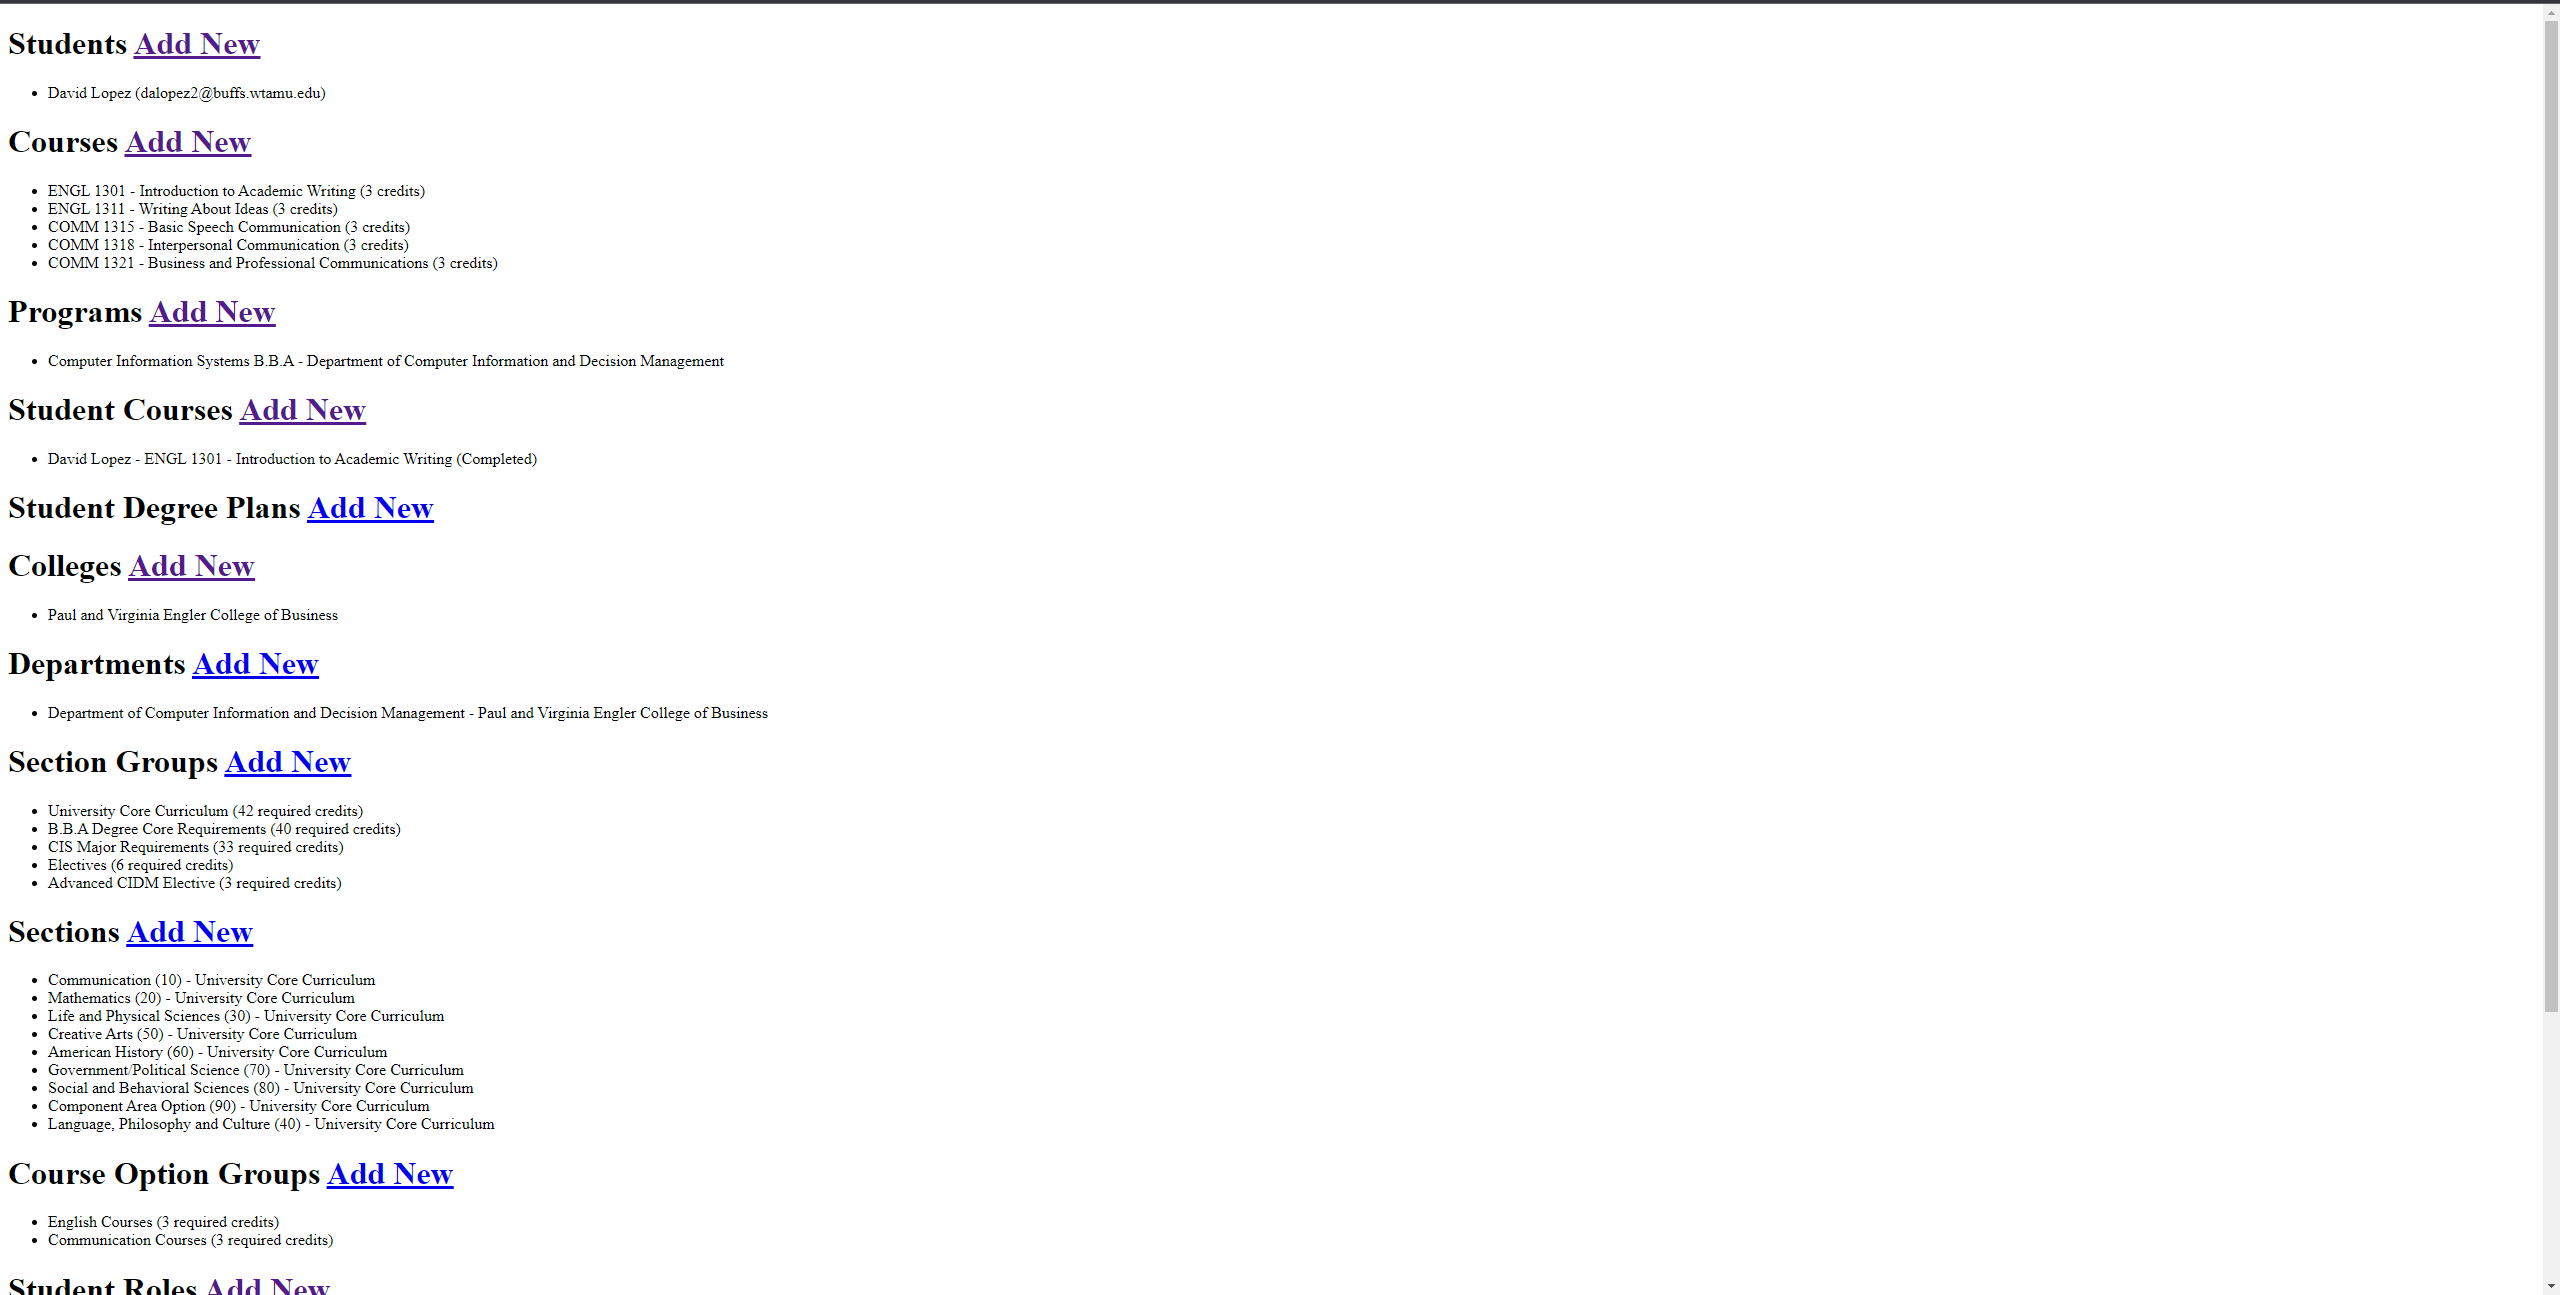 Students Add New
David Lopez (dalopez2@buffs.wtamu.edu)
Courses Add New
ENGL 1301 - Introduction to Academic Writing (3 credits)
ENGL 1311 - Writing About Ideas (3 credits)
COMM 1315 - Basic Speech Communication (3 credits)
COMM 1318 - Interpersonal Communication (3 credits)
COMM 1321 - Business and Professional Communications (3 credits)
Programs Add New
Computer Information Systems B.B.A - Department of Computer Information and Decision Management
Student Courses Add New
David Lopez - ENGL 1301 - Introduction to Academic Writing (Completed)
Student Degree Plans Add New
Colleges Add New
Paul and Virginia Engler College of Business
Departments Add New
Department of Computer Information and Decision Management - Paul and Virginia Engler College of Business
Section Groups Add New
University Core Curriculum (42 required credits)
B.B.A Degree Core Requirements (40 required credits)
CIS Major Requirements (33 required credits)
Electives (6 required credits)
Advanced CIDM Elective (3 required credits)
Sections Add New
Communication (10) - University Core Curriculum
Mathematics (20) - University Core Curriculum
Life and Physical Sciences (30) - University Core Curriculum
Creative Arts (50) - University Core Curriculum
American History (60) - University Core Curriculum
Government/Political Science (70) - University Core Curriculum
Social and Behavioral Sciences (80) - University Core Curriculum
Component Area Option (90) - University Core Curriculum
Language, Philosophy and Culture (40) - University Core Curriculum
Course Option Groups Add New
English Courses (3 required credits)
Communication Courses (3 required credits)
Student Roles Add New